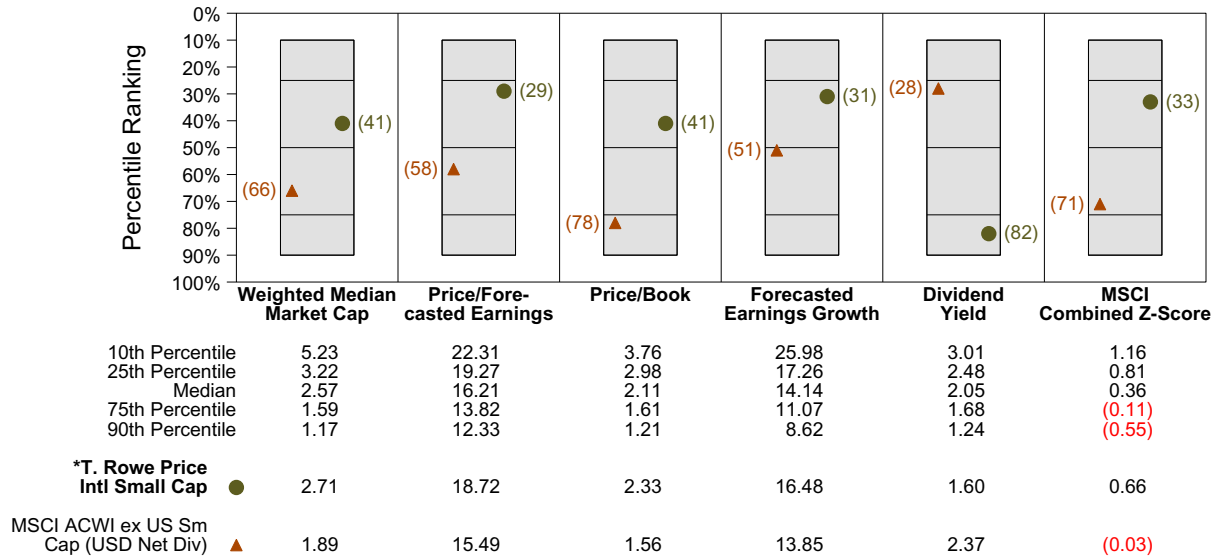 Percentile Ranking
0%
10%
20%
30%
40%
50%
60%
70%
80%
90%
100%
(66) (41)
(58) (29)
(78) (41)
(51) (31)
(28) (82)
(71) (33)
Weighted Median Market Cap
Price/Fore-casted Earnings
Price/Book
Forecasted Earnings Growth
Dividend Yield
MSCI Combined Z-Score
10th Percentile 5.23 22.31 3.76 25.98 3.01 1.16
25th Percentile 3.22 19.27 2.98 17.26 2.48 0.81
Median 2.57 16.21 2.11 14.14 2.05 0.36
75th Percentile 1.59 13.82 1.61 11.07 1.68 (0.11)
90th Percentile 1.17 12.33 1.21 8.62 1.24 (0.55)
*T. Rowe Price
Intl Small Cap 2.71 18.72 2.33 16.48 1.60 0.66
MSCI ACWI ex US Sm
Cap (USD Net Div) 1.89 15.49 1.56 13.85 2.37 (0.03)